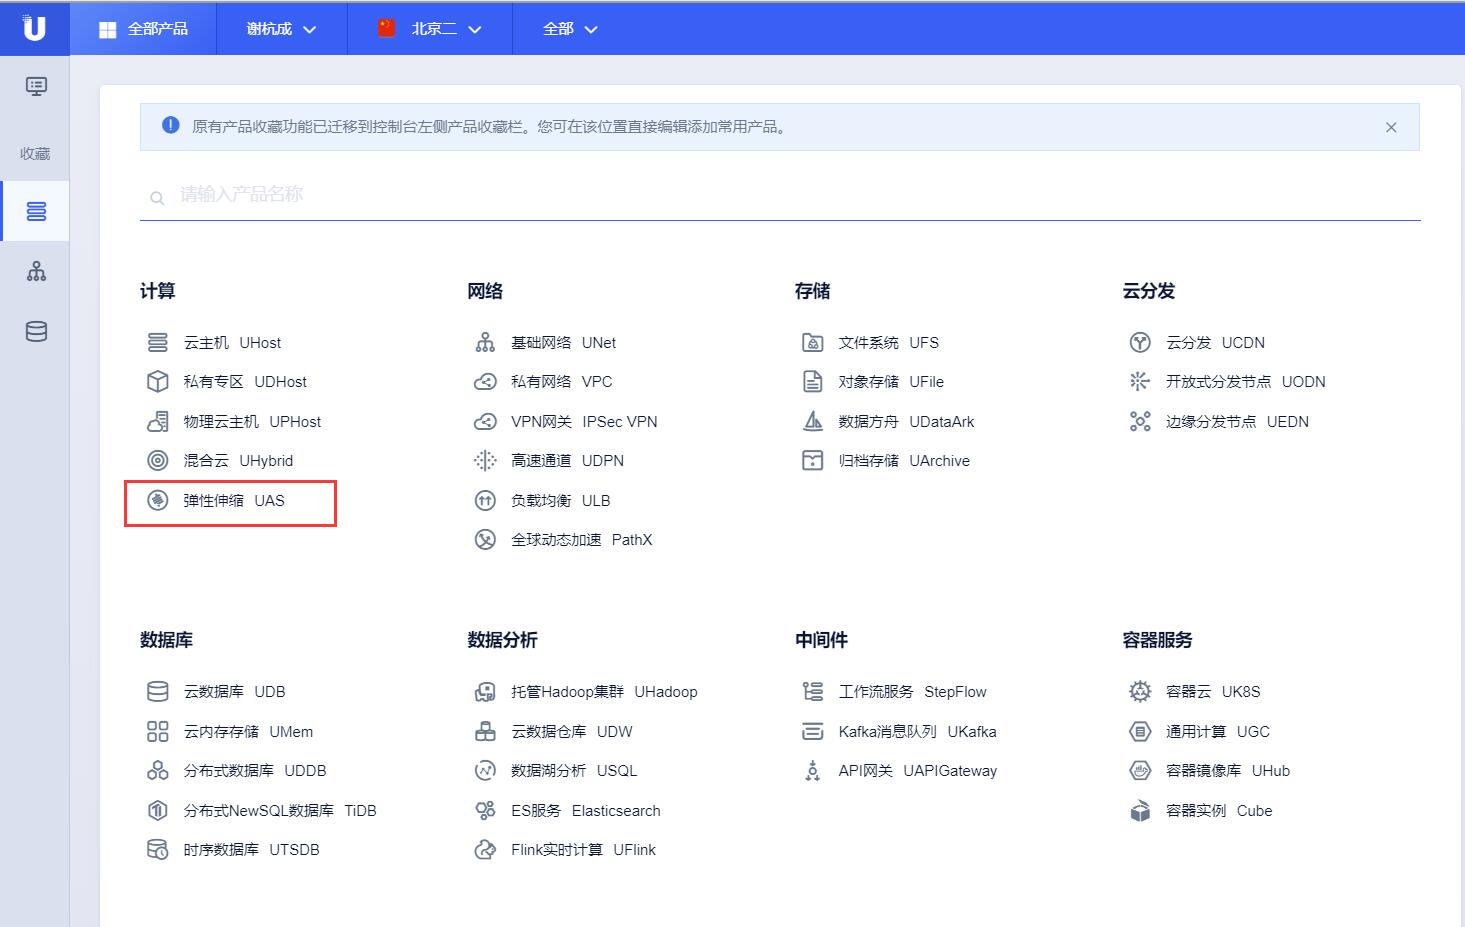 U 全部产品 谢杭成 北京二 全部
收藏
原有产品收藏功能已迁移到控制台左侧产品收藏栏。您可在该位置直接编辑添加常用产品。
请输入产品名称
计算
云主机 UHost
私有专区 UDHost
物理云主机 UPHost
混合云 UHybrid
弹性伸缩 UAS
网络
基础网络 UNet
私有网络 VPC
VPN网关 IPSec VPN
高速通道 UDPN
负载均衡 ULB
全球动态加速 PathX
存储
文件系统 UFS
对象存储 UFile
数据方舟 UDataArk
归档存储 UArchive
云分发
云分发 UCDN
开放式分发节点 UODN
边缘分发节点 UEDN
数据库
云数据库 UDB
云内存存储 UMem
分布式数据库 UDDB
分布式NewSQL数据库 TiDB
时序数据库 UTSDB
数据分析
托管Hadoop集群 UHadoop
云数据仓库 UDW
数据湖分析 USQL
ES服务 Elasticsearch
Flink实时计算 UFlink
中间件
工作流服务 StepFlow
Kafka消息队列 UKafka
API网关 UAPIGateway
容器服务
容器云 UK8S
通用计算 UGC
容器镜像库 UHub
容器实例 Cube